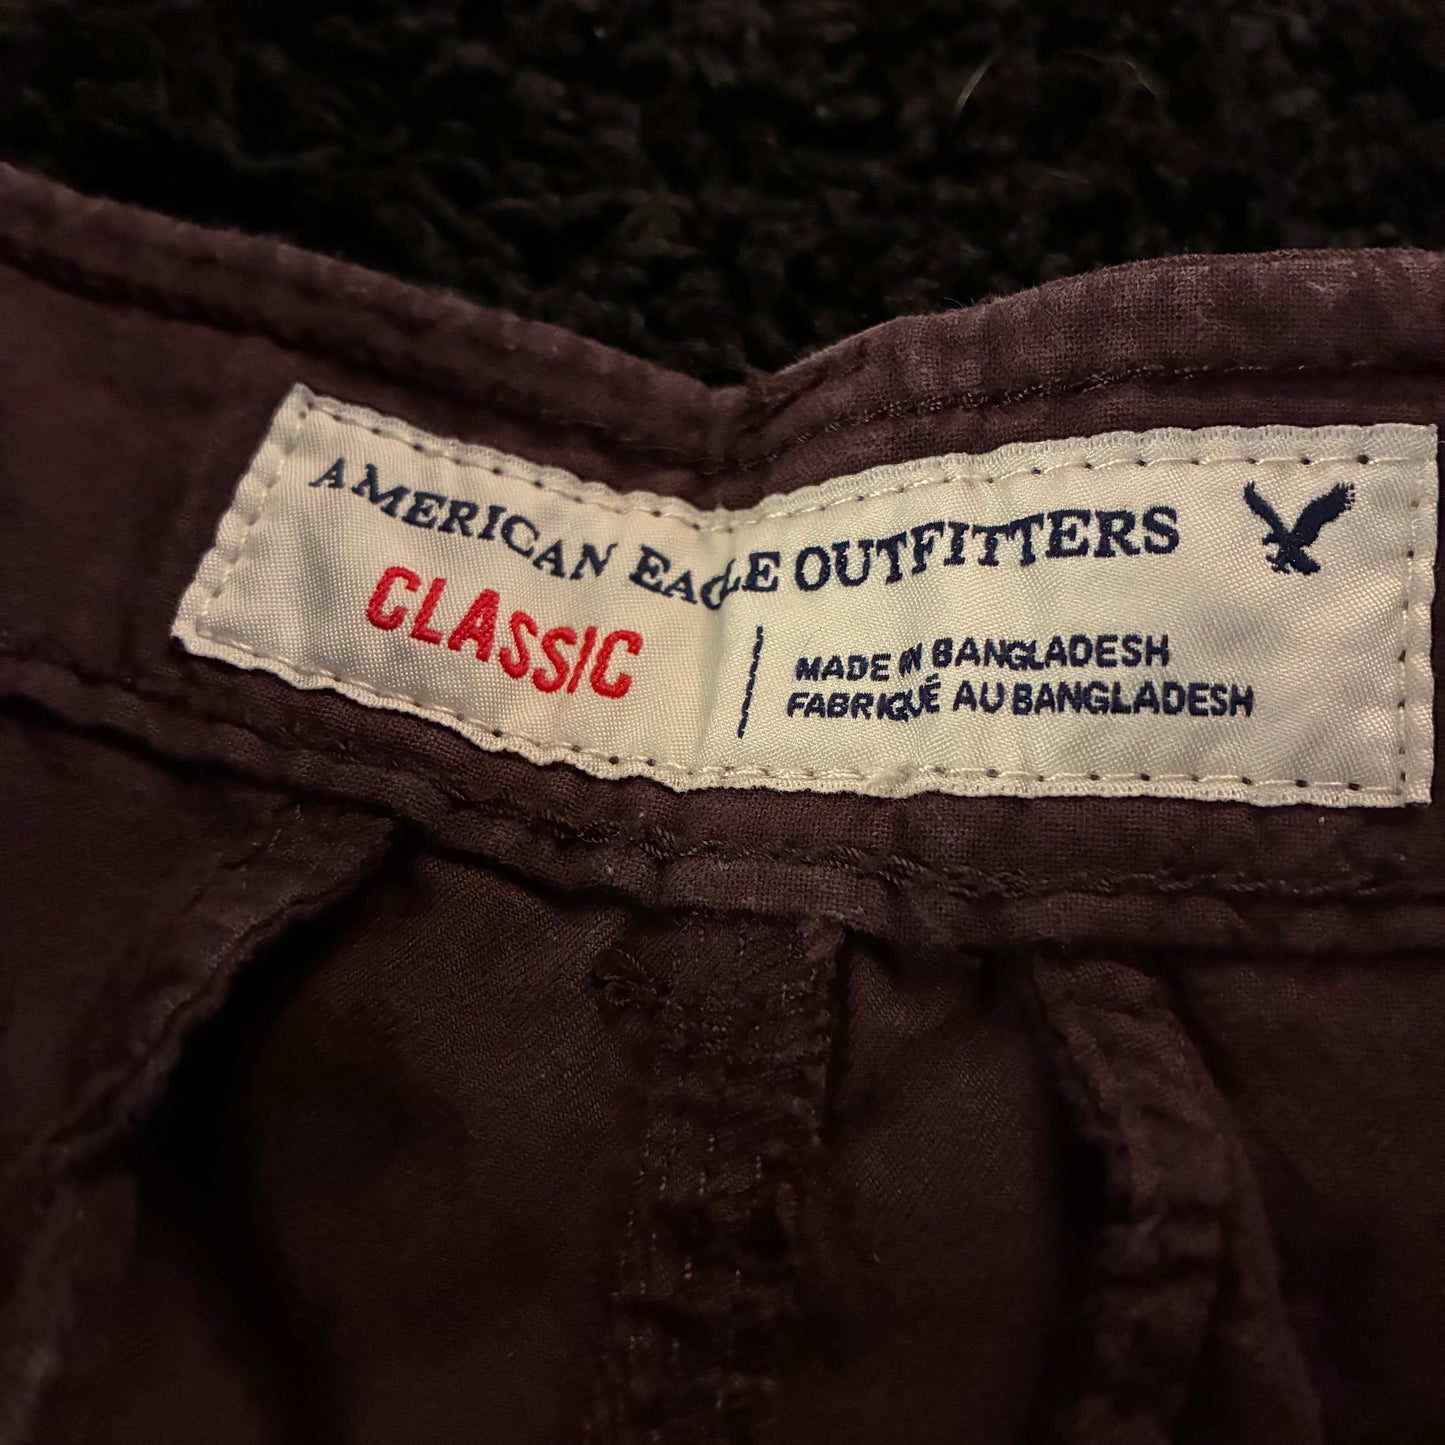 AMERICAN EAGLE OUTFITTERS
CLASSIC
MADE IN BANGLADESH
FABRIQUÉ AU BANGLADESH